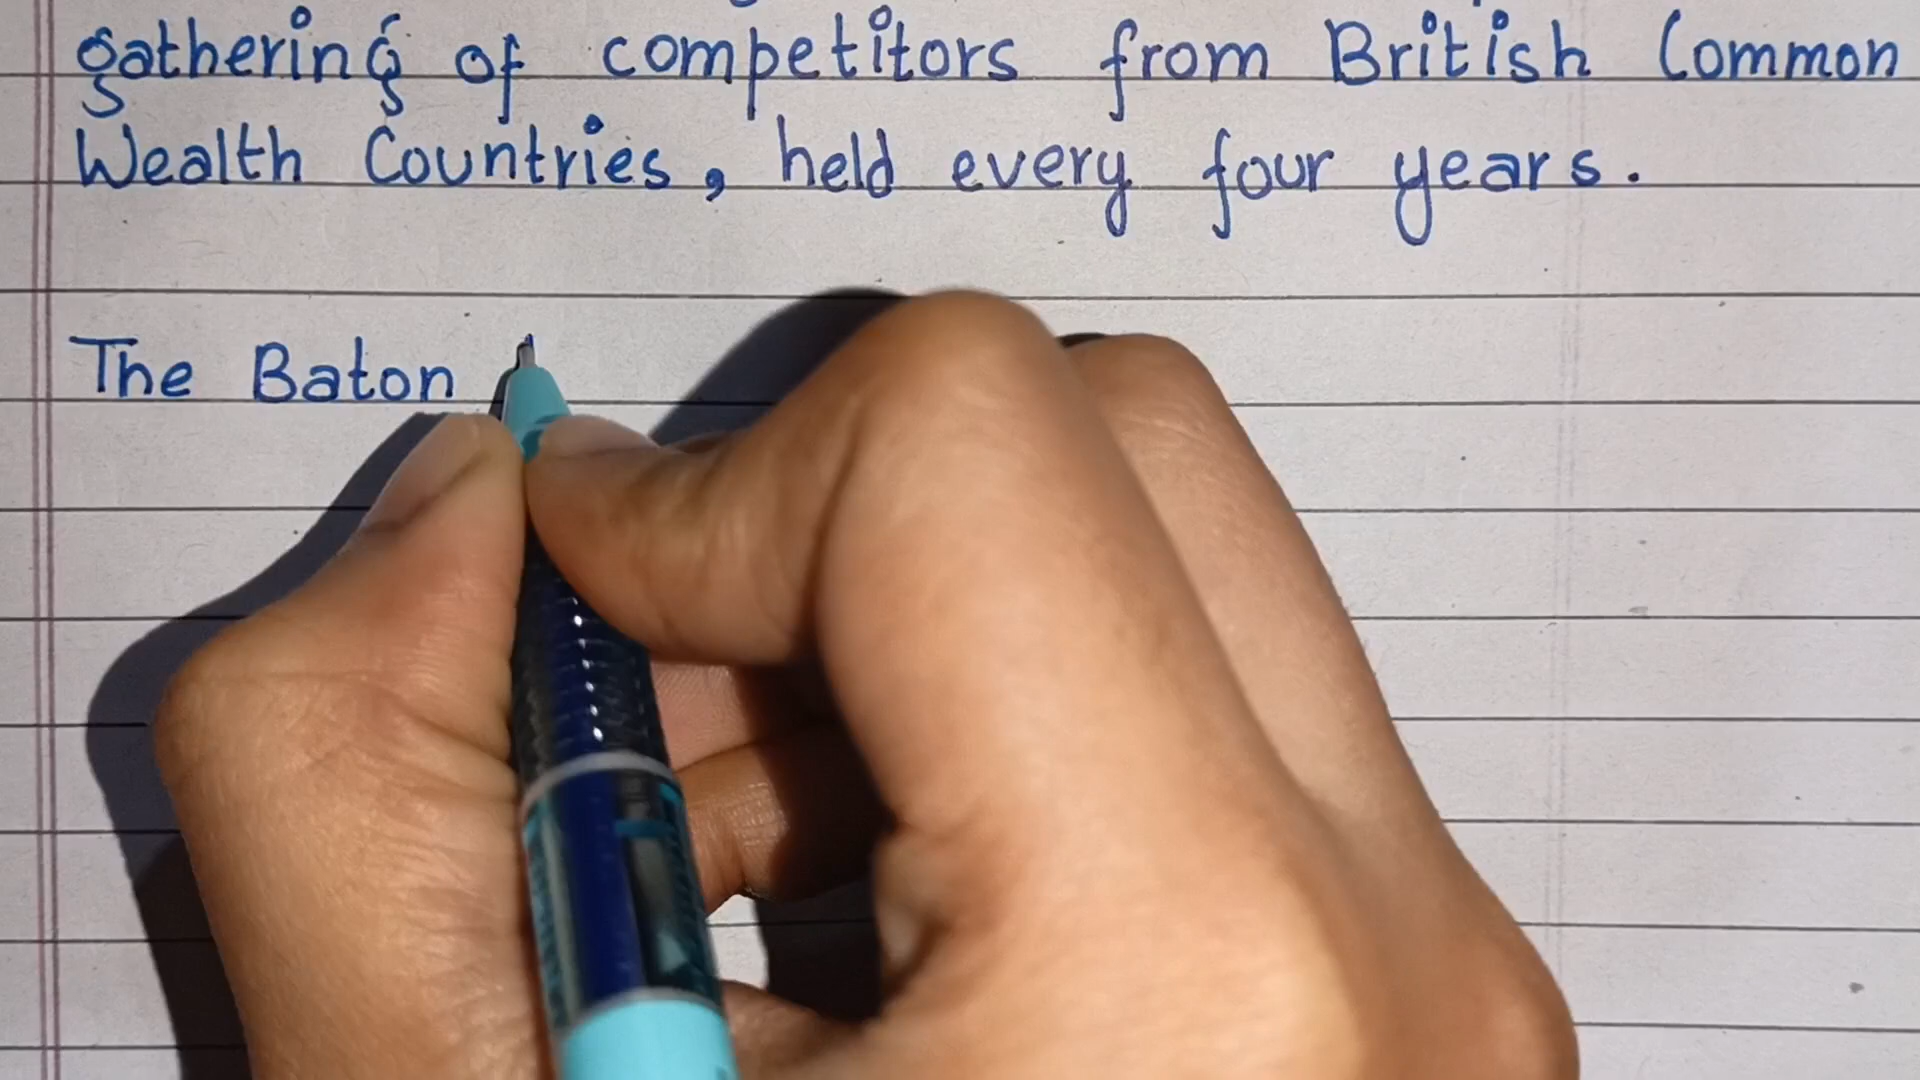 gathering of competitors from British Common
Wealth Countries, held every four years.
The Baton